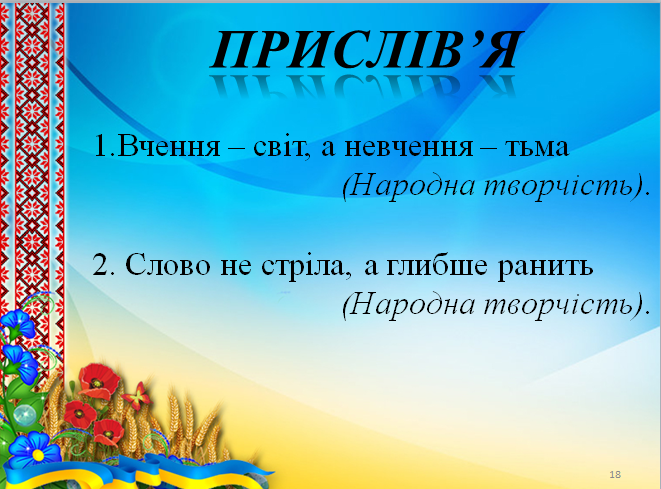 ПРИСЛІВ’Я
1.Вчення – світ, а невчення – тьма
(Народна творчість).
2. Слово не стріла, а глибше ранить
(Народна творчість).
18